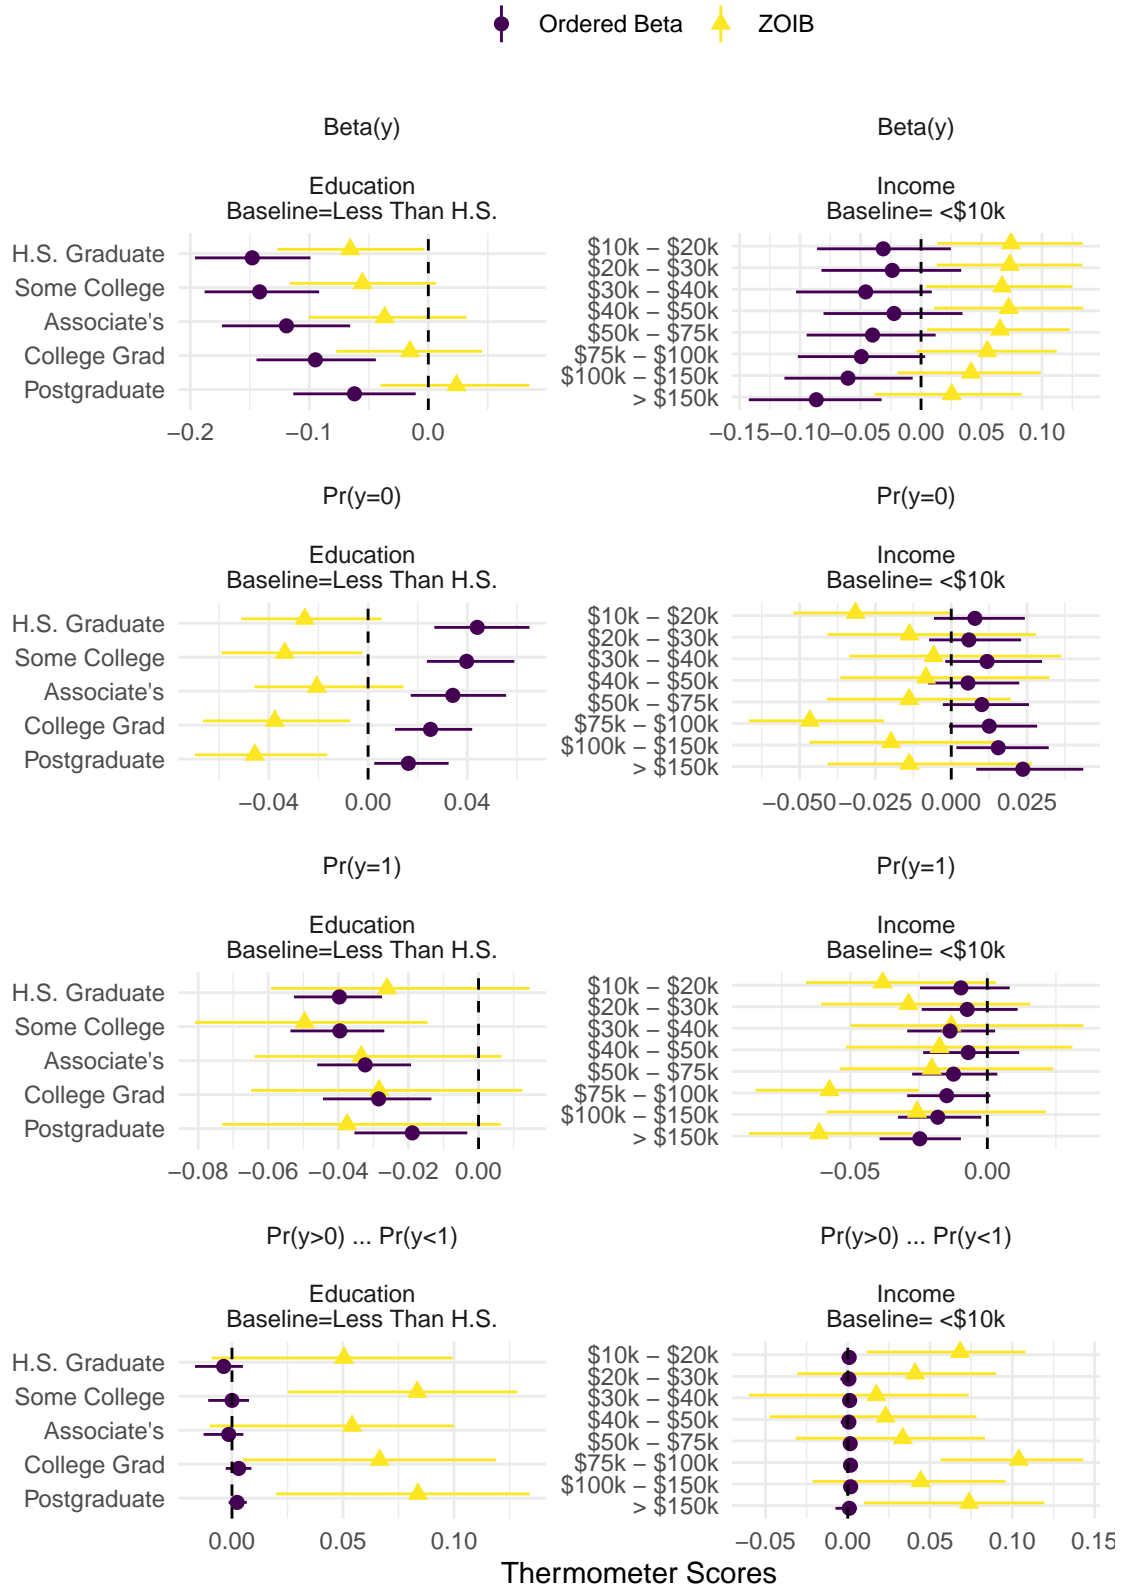 Ordered Beta ZOIB
Beta(y) Beta(y)
Education Income
Baseline=Less Than H.S. Baseline= <$10k
H.S. Graduate
Some College
Associate's
College Grad
Postgraduate
−0.2 −0.1 0.0
$10k − $20k
$20k − $30k
$30k − $40k
$40k − $50k
$50k − $75k
$75k − $100k
$100k − $150k
> $150k
−0.15 −0.10 −0.05 0.00 0.05 0.10
Pr(y=0) Pr(y=0)
Education Income
Baseline=Less Than H.S. Baseline= <$10k
H.S. Graduate
Some College
Associate's
College Grad
Postgraduate
−0.04 0.00 0.04
$10k − $20k
$20k − $30k
$30k − $40k
$40k − $50k
$50k − $75k
$75k − $100k
$100k − $150k
> $150k
−0.050 −0.025 0.000 0.025
Pr(y=1) Pr(y=1)
Education Income
Baseline=Less Than H.S. Baseline= <$10k
H.S. Graduate
Some College
Associate's
College Grad
Postgraduate
−0.08 −0.06 −0.04 −0.02 0.00
$10k − $20k
$20k − $30k
$30k − $40k
$40k − $50k
$50k − $75k
$75k − $100k
$100k − $150k
> $150k
−0.05 0.00
Pr(y>0) ... Pr(y<1) Pr(y>0) ... Pr(y<1)
Education Income
Baseline=Less Than H.S. Baseline= <$10k
H.S. Graduate
Some College
Associate's
College Grad
Postgraduate
0.00 0.05 0.10
$10k − $20k
$20k − $30k
$30k − $40k
$40k − $50k
$50k − $75k
$75k − $100k
$100k − $150k
> $150k
−0.05 0.00 0.05 0.10 0.15
Thermometer Scores